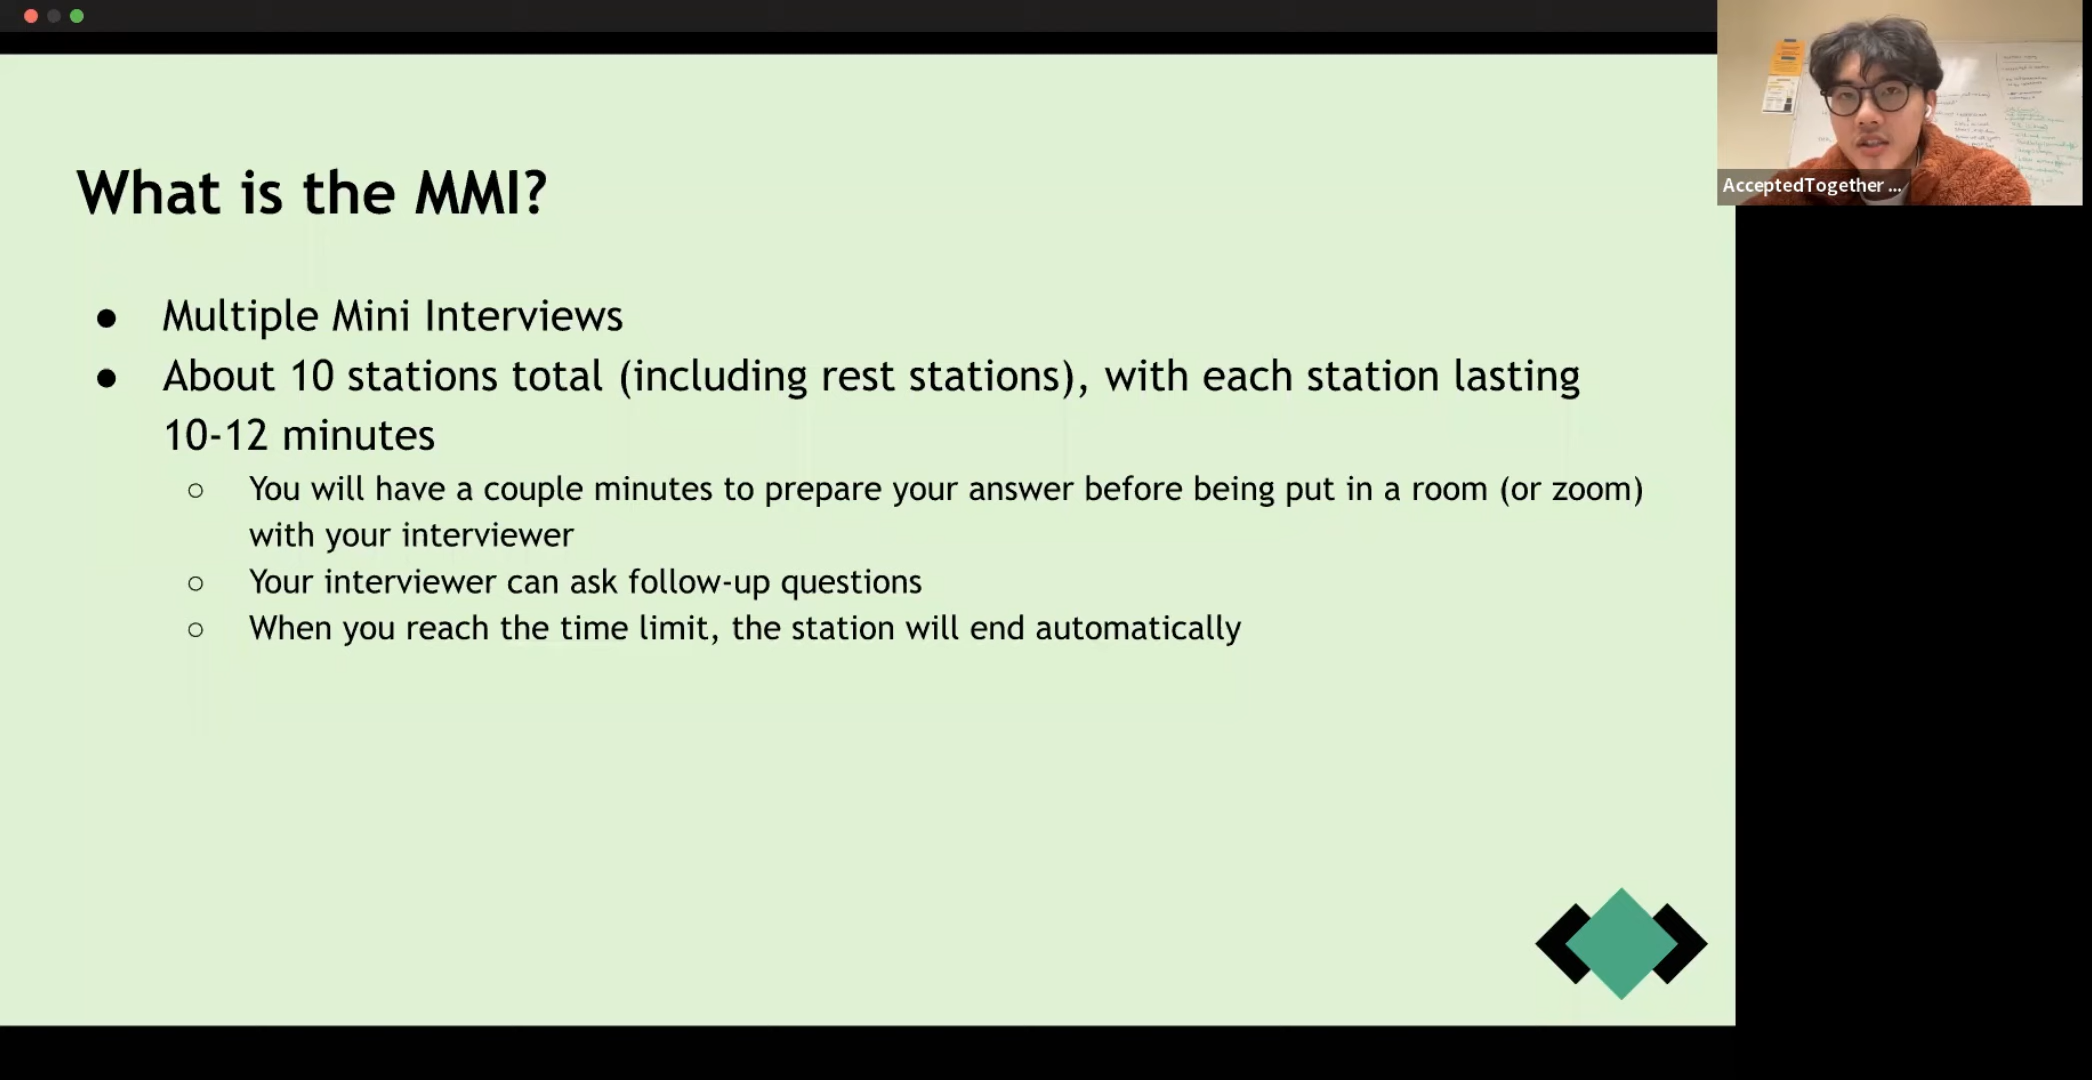 What is the MMI?
● Multiple Mini Interviews
● About 10 stations total (including rest stations), with each station lasting
10-12 minutes
○ You will have a couple minutes to prepare your answer before being put in a room (or zoom)
with your interviewer
○ Your interviewer can ask follow-up questions
○ When you reach the time limit, the station will end automatically
AcceptedTogether ...